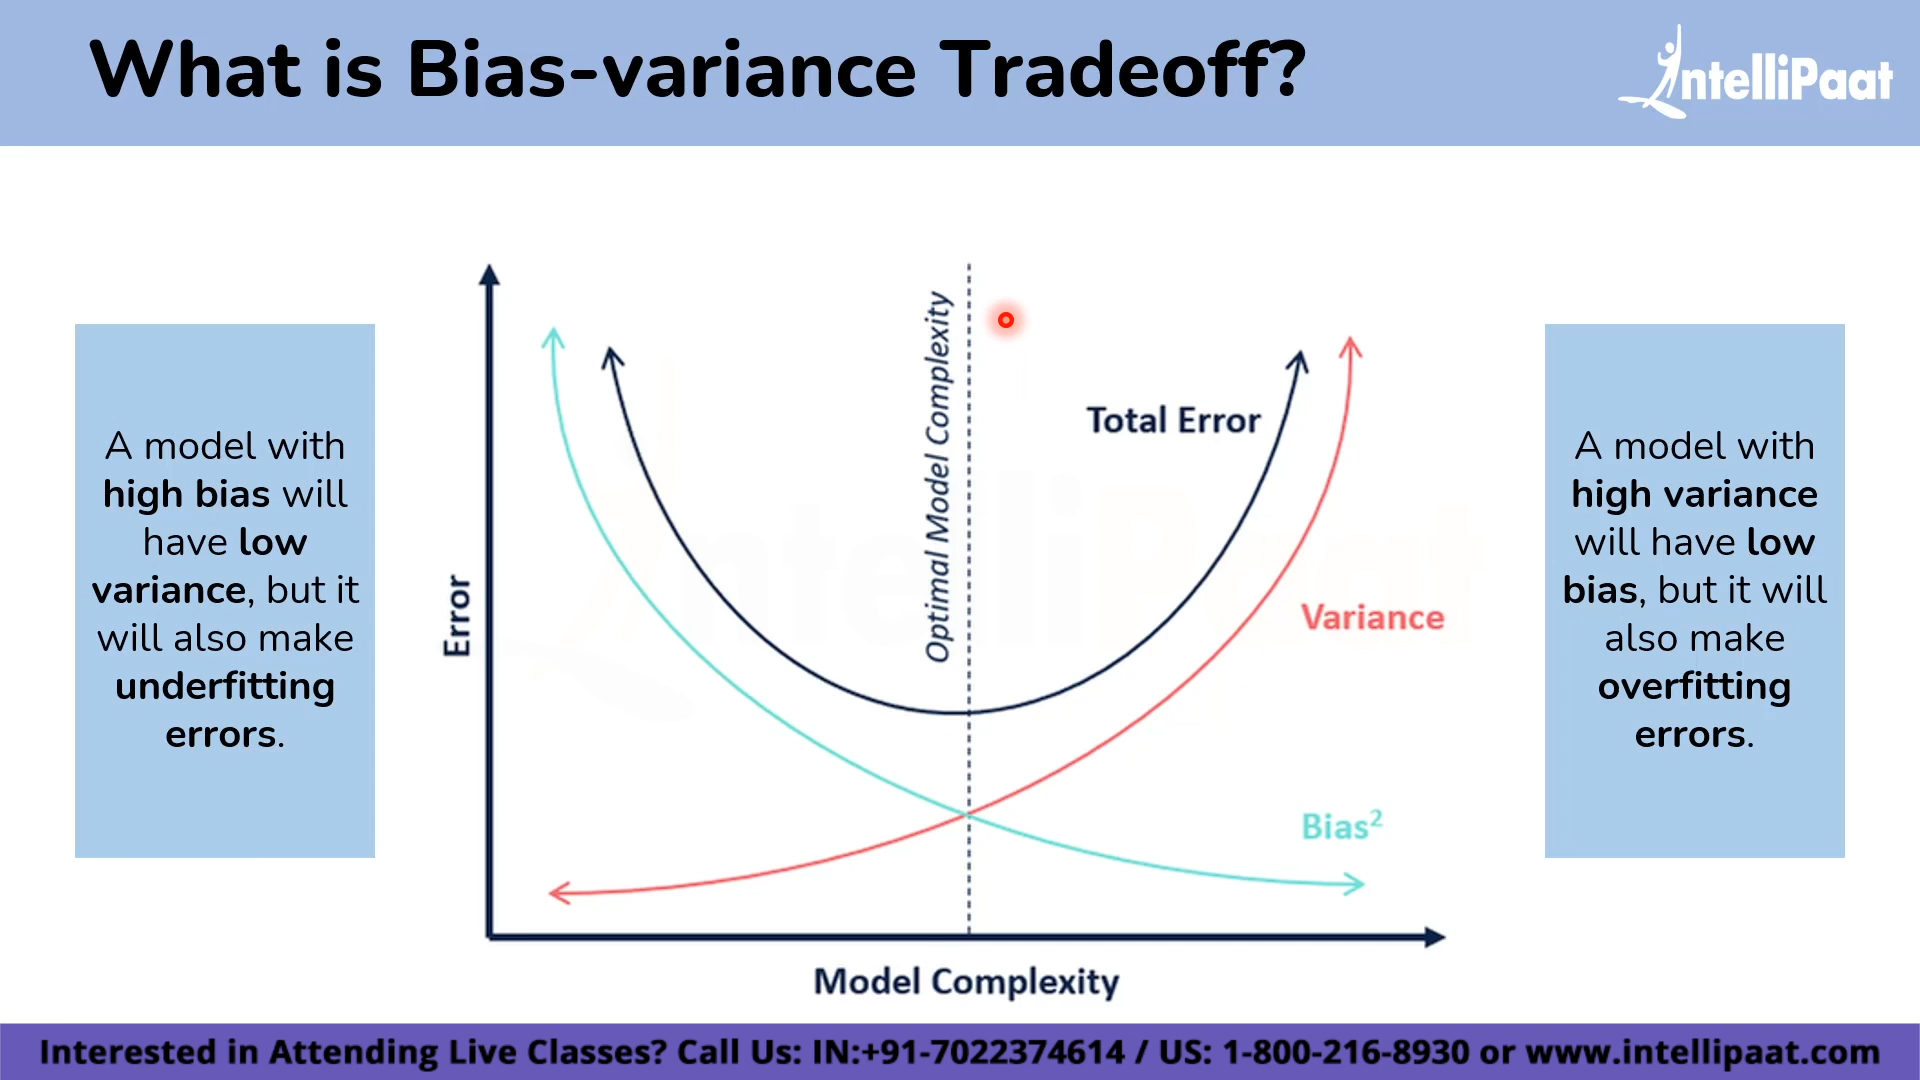 What is Bias-variance Tradeoff?
IntelliPaat
A model with
high bias will
have low
variance, but it
will also make
underfitting
errors.
Error
Optimal Model Complexity
Total Error
Variance
Bias²
Model Complexity
A model with
high variance
will have low
bias, but it will
also make
overfitting
errors.
IntelliPaat
Interested in Attending Live Classes? Call Us: IN:+91-7022374614 / US: 1-800-216-8930 or www.intellipaat.com